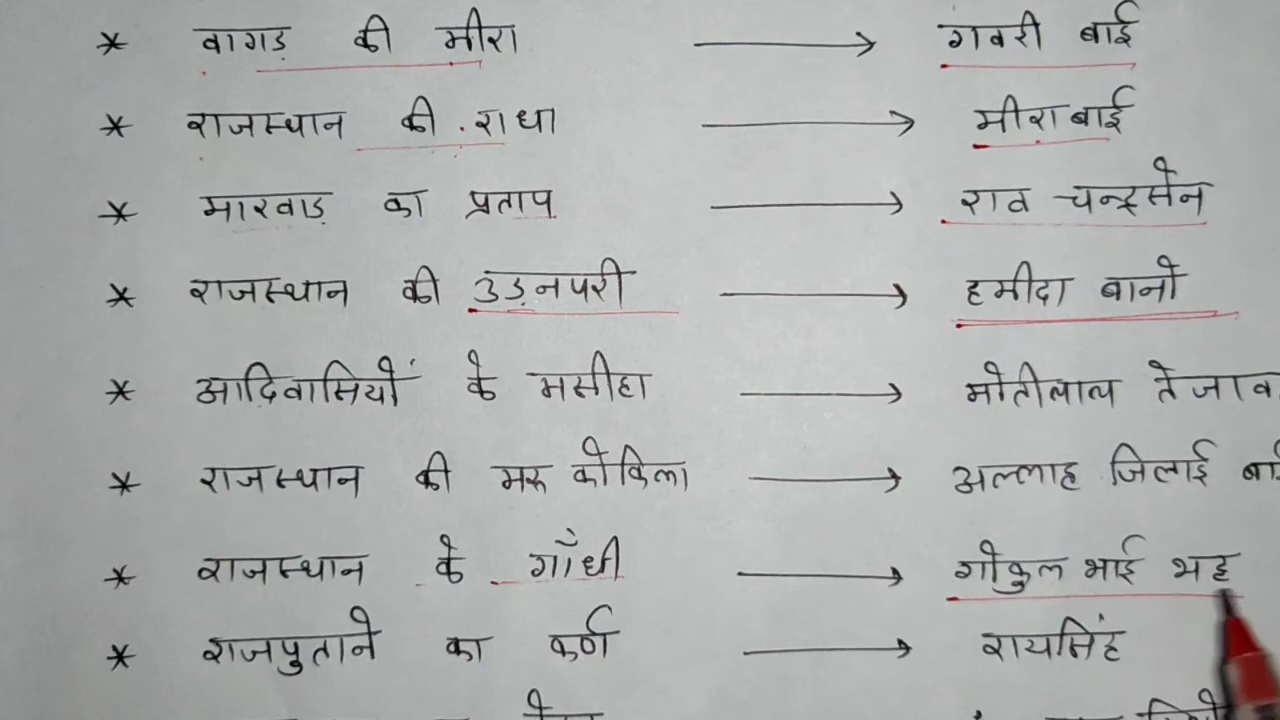 * वागड़ की मीरा → गवरी बाई
* राजस्थान की राधा → मीराबाई
* मारवाड़ का प्रताप → राव चन्द्रसेन
* राजस्थान की उड़नपरी → हमीदा बानो
* आदिवासियों के मसीहा → मोतीलाल तेजाव
* राजस्थान की मरू कोकिला → अल्लाह जिलाई बाई
* राजस्थान के गाँधी → गोकुल भाई भट्ट
* राजपुताने का कर्ण → रायसिंह